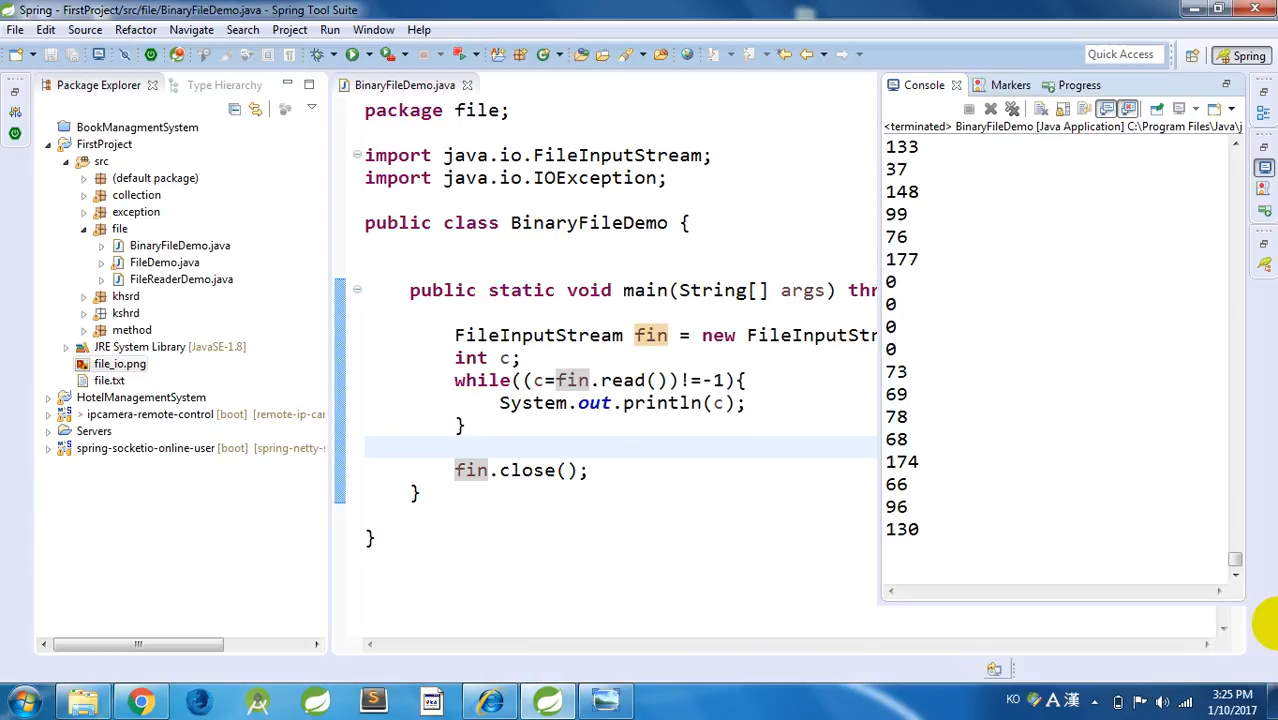 Spring - FirstProject/src/file/BinaryFileDemo.java - Spring Tool Suite
File Edit Source Refactor Navigate Search Project Run Window Help
Quick Access
Spring
Package Explorer
Type Hierarchy
BookManagmentSystem
FirstProject
src
(default package)
collection
exception
file
BinaryFileDemo.java
FileDemo.java
FileReaderDemo.java
khsrd
kshrd
method
JRE System Library [JavaSE-1.8]
file_io.png
file.txt
HotelManagementSystem
> ipcamera-remote-control [boot] [remote-ip-car
Servers
spring-socketio-online-user [boot] [spring-netty-s
BinaryFileDemo.java
package file;
import java.io.FileInputStream;
import java.io.IOException;
public class BinaryFileDemo {
public static void main(String[] args) thr
FileInputStream fin = new FileInputStr
int c;
while((c=fin.read())!=-1){
System.out.println(c);
}
fin.close();
}
}
Console
Markers
Progress
<terminated> BinaryFileDemo [Java Application] C:\Program Files\Java\j
133
37
148
99
76
177
0
0
0
0
73
69
78
68
174
66
96
130
KO A 漢
3:25 PM
1/10/2017